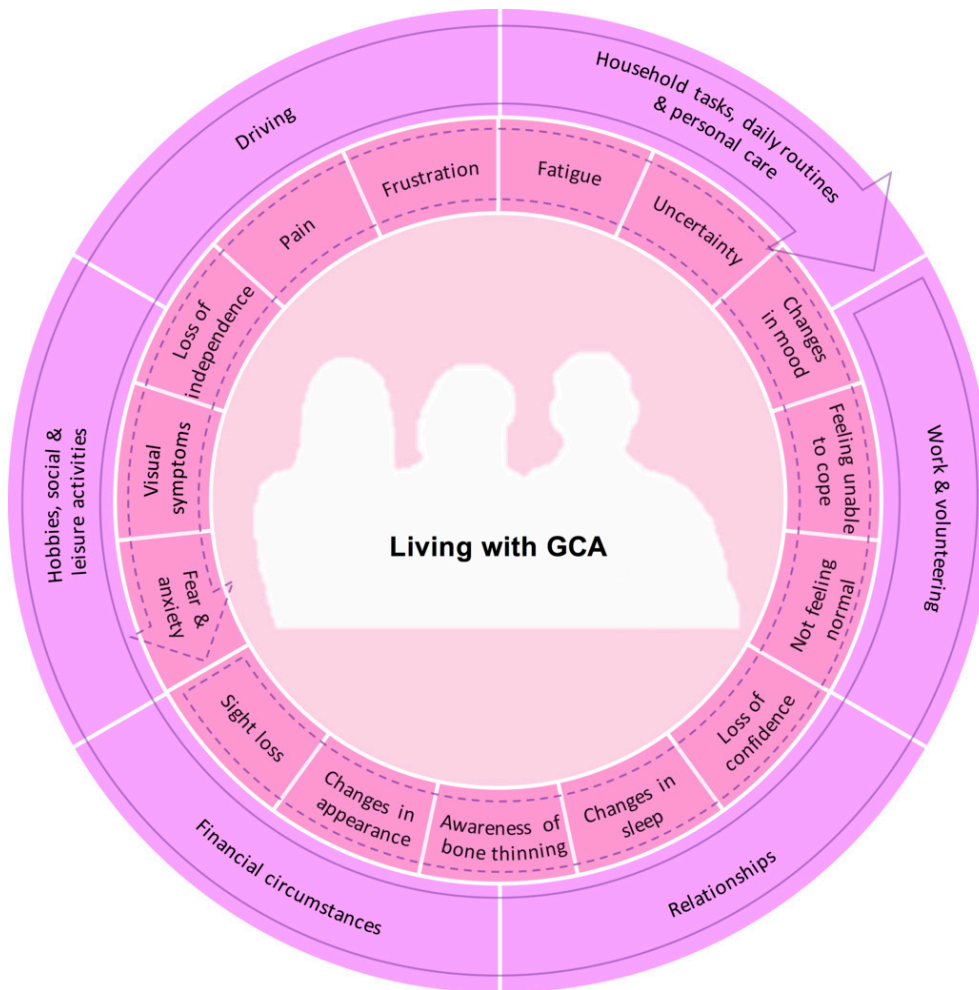 Household tasks, daily routines
& personal care
Work & volunteering
Relationships
Financial circumstances
Hobbies, social &
leisure activities
Driving
Fatigue
Uncertainty
Changes
in mood
Feeling unable
to cope
Not feeling
normal
Loss of
confidence
Changes in
sleep
Awareness of
bone thinning
Changes in
appearance
Sight loss
Fear &
anxiety
Visual
symptoms
Loss of
independence
Pain
Frustration
Living with GCA